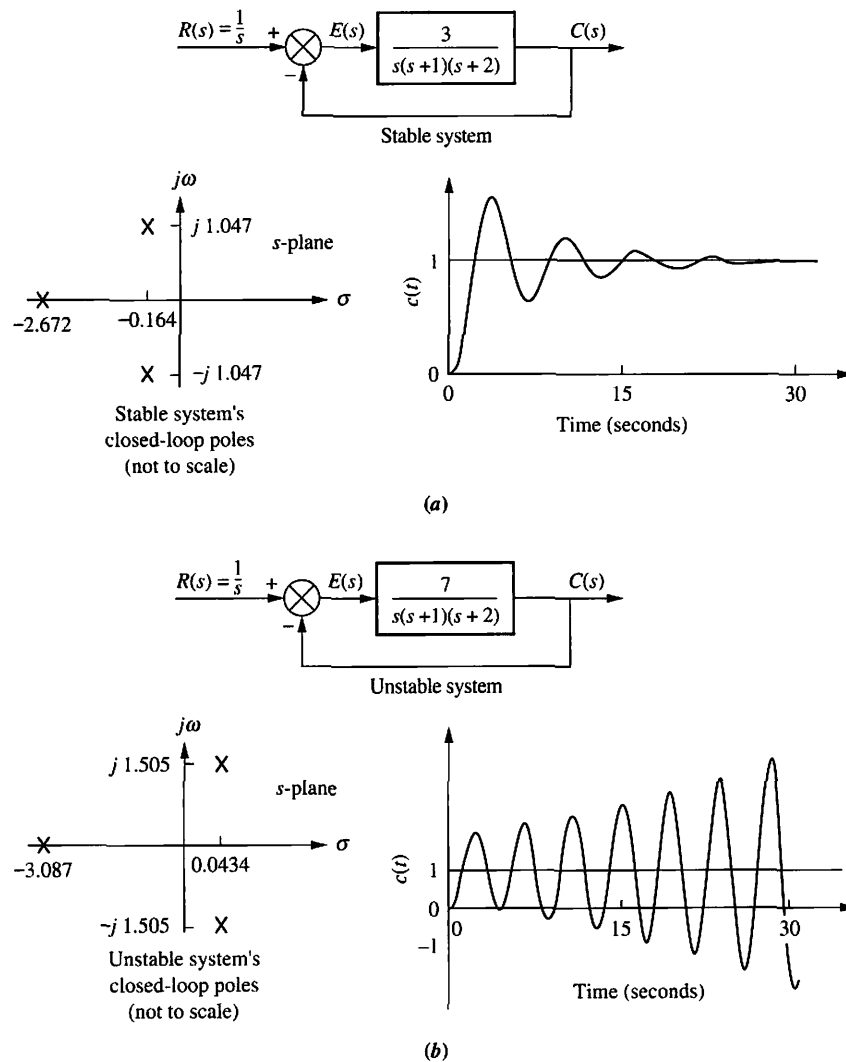 R(s) = 1/s
+
−
E(s)
3
s(s+1)(s+2)
C(s)
Stable system
jω
j 1.047
s-plane
σ
−2.672
−0.164
−j 1.047
Stable system's
closed-loop poles
(not to scale)
c(t)
1
0
0
15
30
Time (seconds)
(a)
R(s) = 1/s
+
−
E(s)
7
s(s+1)(s+2)
C(s)
Unstable system
jω
j 1.505
s-plane
σ
−3.087
0.0434
−j 1.505
Unstable system's
closed-loop poles
(not to scale)
c(t)
1
0
−1
0
15
30
Time (seconds)
(b)